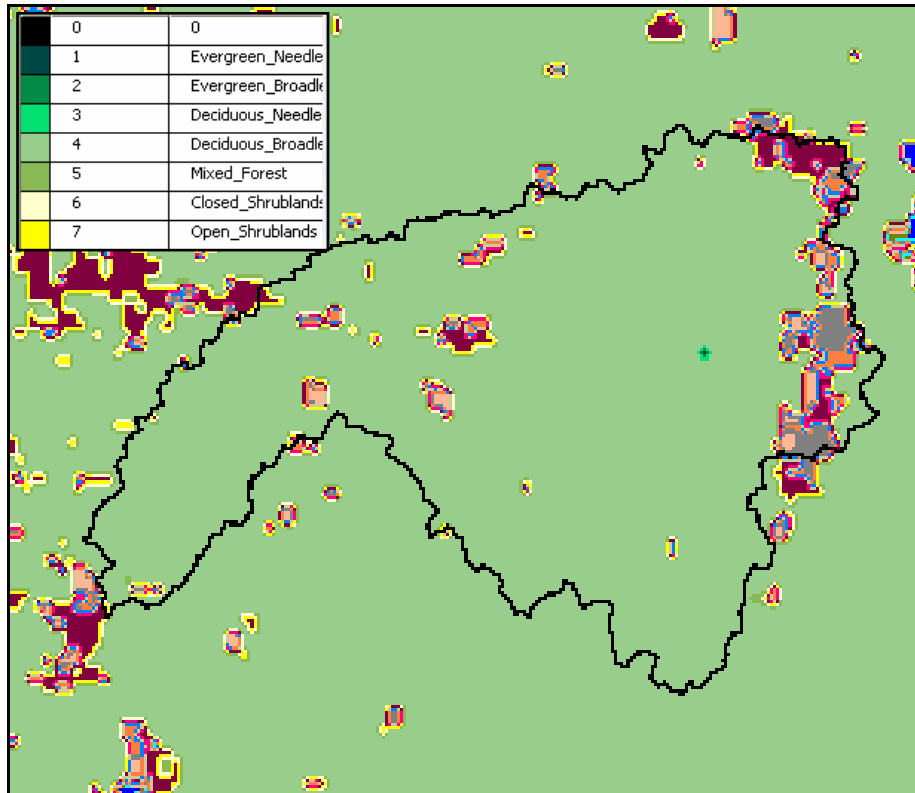 0 0
1 Evergreen_Needle
2 Evergreen_Broadle
3 Deciduous_Needle
4 Deciduous_Broadle
5 Mixed_Forest
6 Closed_Shrublands
7 Open_Shrublands